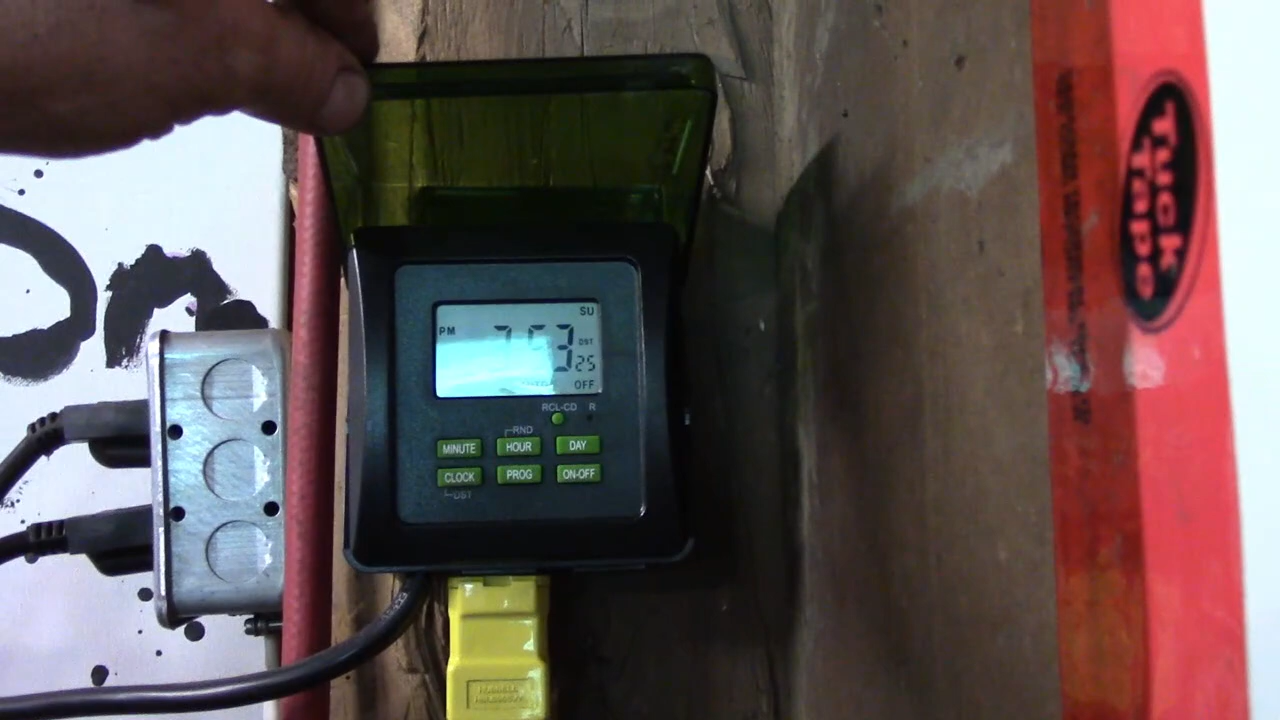 SU
PM
7:53
DST
25
OFF
RCL-CD R
RND
MINUTE HOUR DAY
CLOCK PROG ON-OFF
DST
Tuck
Tape